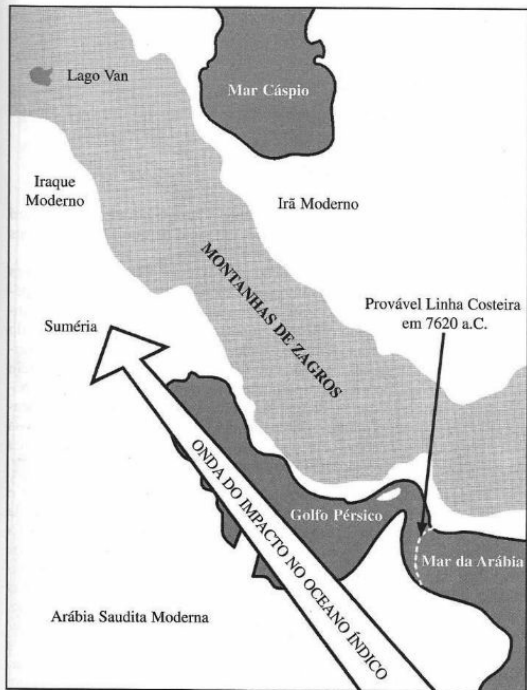 Lago Van
Mar Cáspio
Iraque
Moderno
Irã Moderno
MONTANHAS DE ZAGROS
Provável Linha Costeira
em 7620 a.C.
Suméria
ONDA DO IMPACTO NO OCEANO ÍNDICO
Golfo Pérsico
Mar da Arábia
Arábia Saudita Moderna